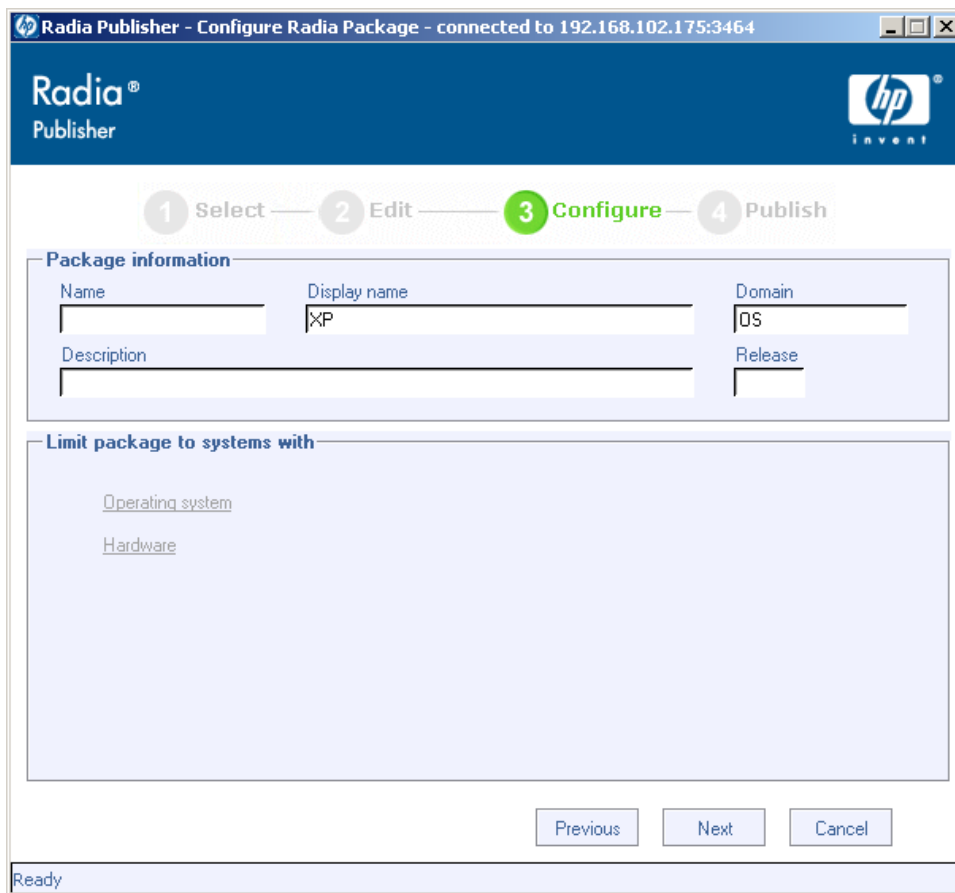 Radia Publisher - Configure Radia Package - connected to 192.168.102.175:3464
Radia®
Publisher
hp®
invent
1 Select 2 Edit 3 Configure 4 Publish
Package information
Name Display name Domain
XP OS
Description Release
Limit package to systems with
Operating system
Hardware
Previous Next Cancel
Ready